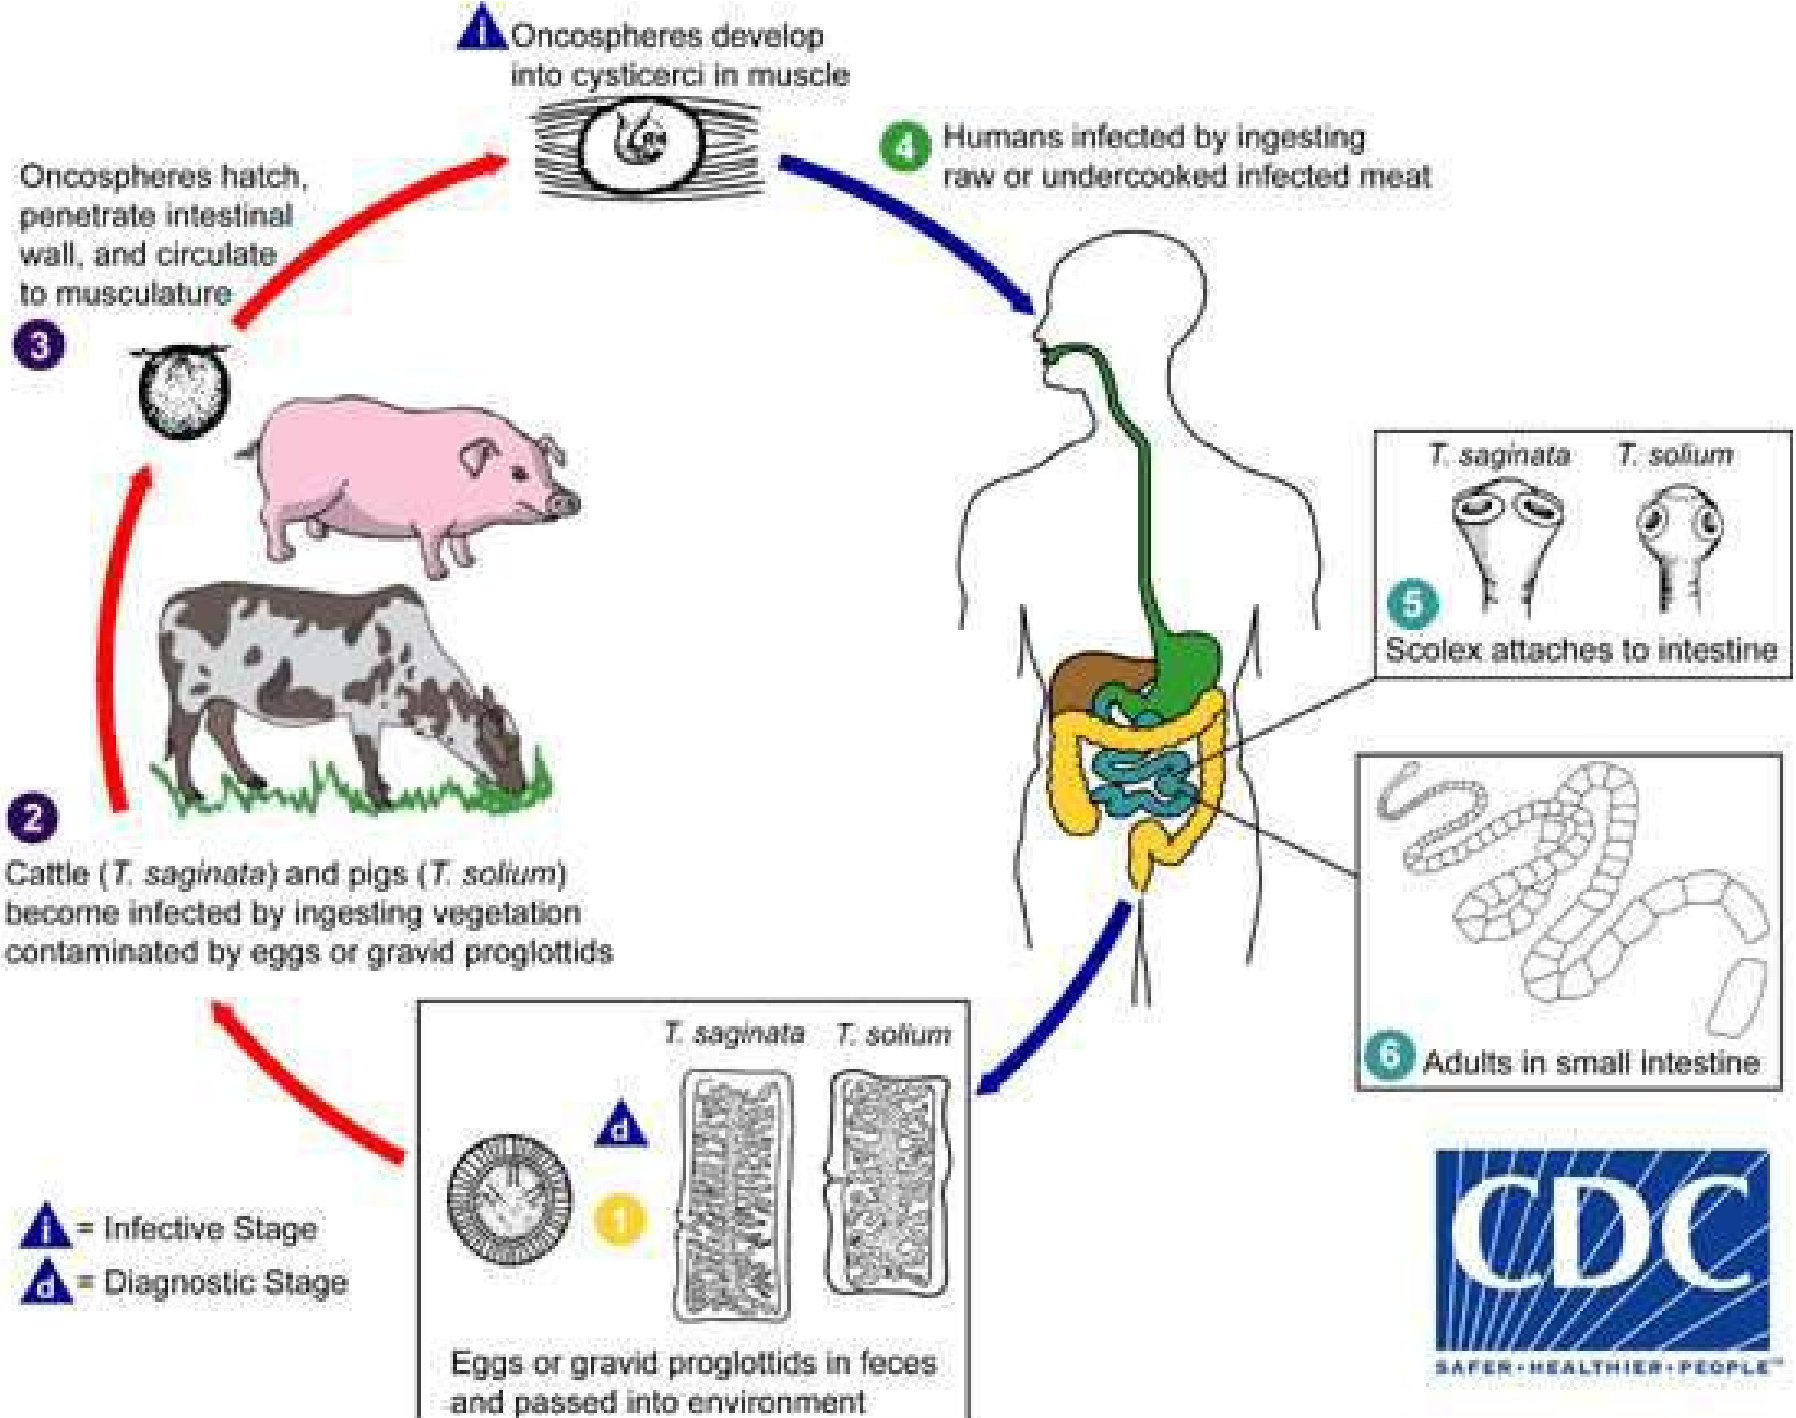 i
Oncospheres develop
into cysticerci in muscle
4
Humans infected by ingesting
raw or undercooked infected meat
Oncospheres hatch,
penetrate intestinal
wall, and circulate
to musculature
3
T. saginata
T. solium
5
Scolex attaches to intestine
2
Cattle (T. saginata) and pigs (T. solium)
become infected by ingesting vegetation
contaminated by eggs or gravid proglottids
6
Adults in small intestine
T. saginata
T. solium
d
1
Eggs or gravid proglottids in feces
and passed into environment
i = Infective Stage
d = Diagnostic Stage
CDC
SAFER • HEALTHIER • PEOPLE™